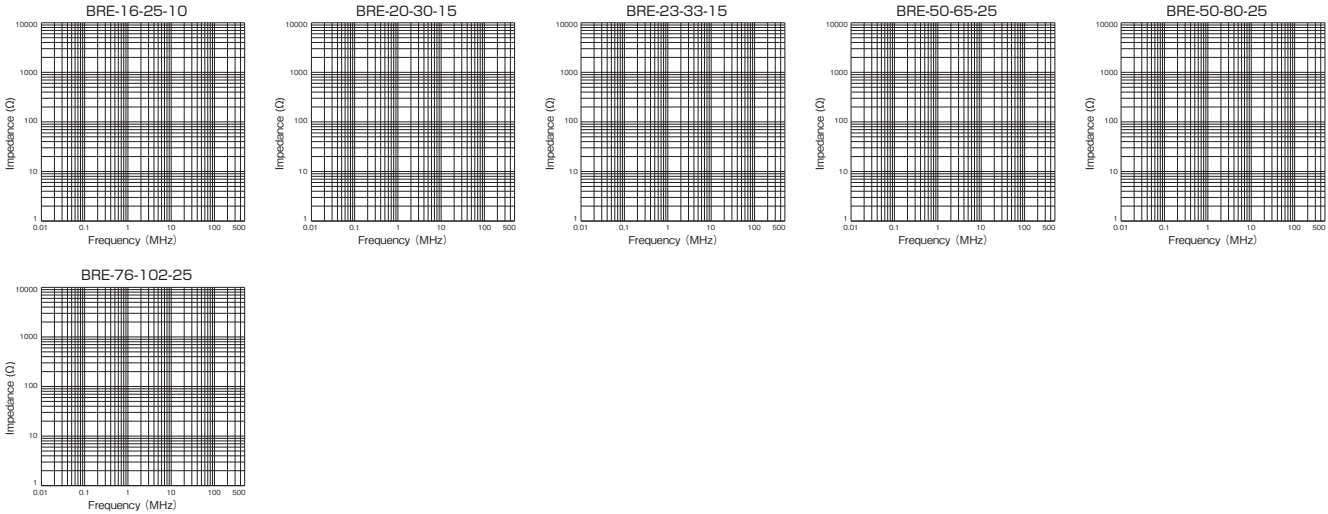 BRE-16-25-10
10000
1000
100
10
1
Impedance (Ω)
0.01 0.1 1 10 100 500
Frequency (MHz)
BRE-20-30-15
10000
1000
100
10
1
Impedance (Ω)
0.01 0.1 1 10 100 500
Frequency (MHz)
BRE-23-33-15
10000
1000
100
10
1
Impedance (Ω)
0.01 0.1 1 10 100 500
Frequency (MHz)
BRE-50-65-25
10000
1000
100
10
1
Impedance (Ω)
0.01 0.1 1 10 100 500
Frequency (MHz)
BRE-50-80-25
10000
1000
100
10
1
Impedance (Ω)
0.01 0.1 1 10 100 500
Frequency (MHz)
BRE-76-102-25
10000
1000
100
10
1
Impedance (Ω)
0.01 0.1 1 10 100 500
Frequency (MHz)